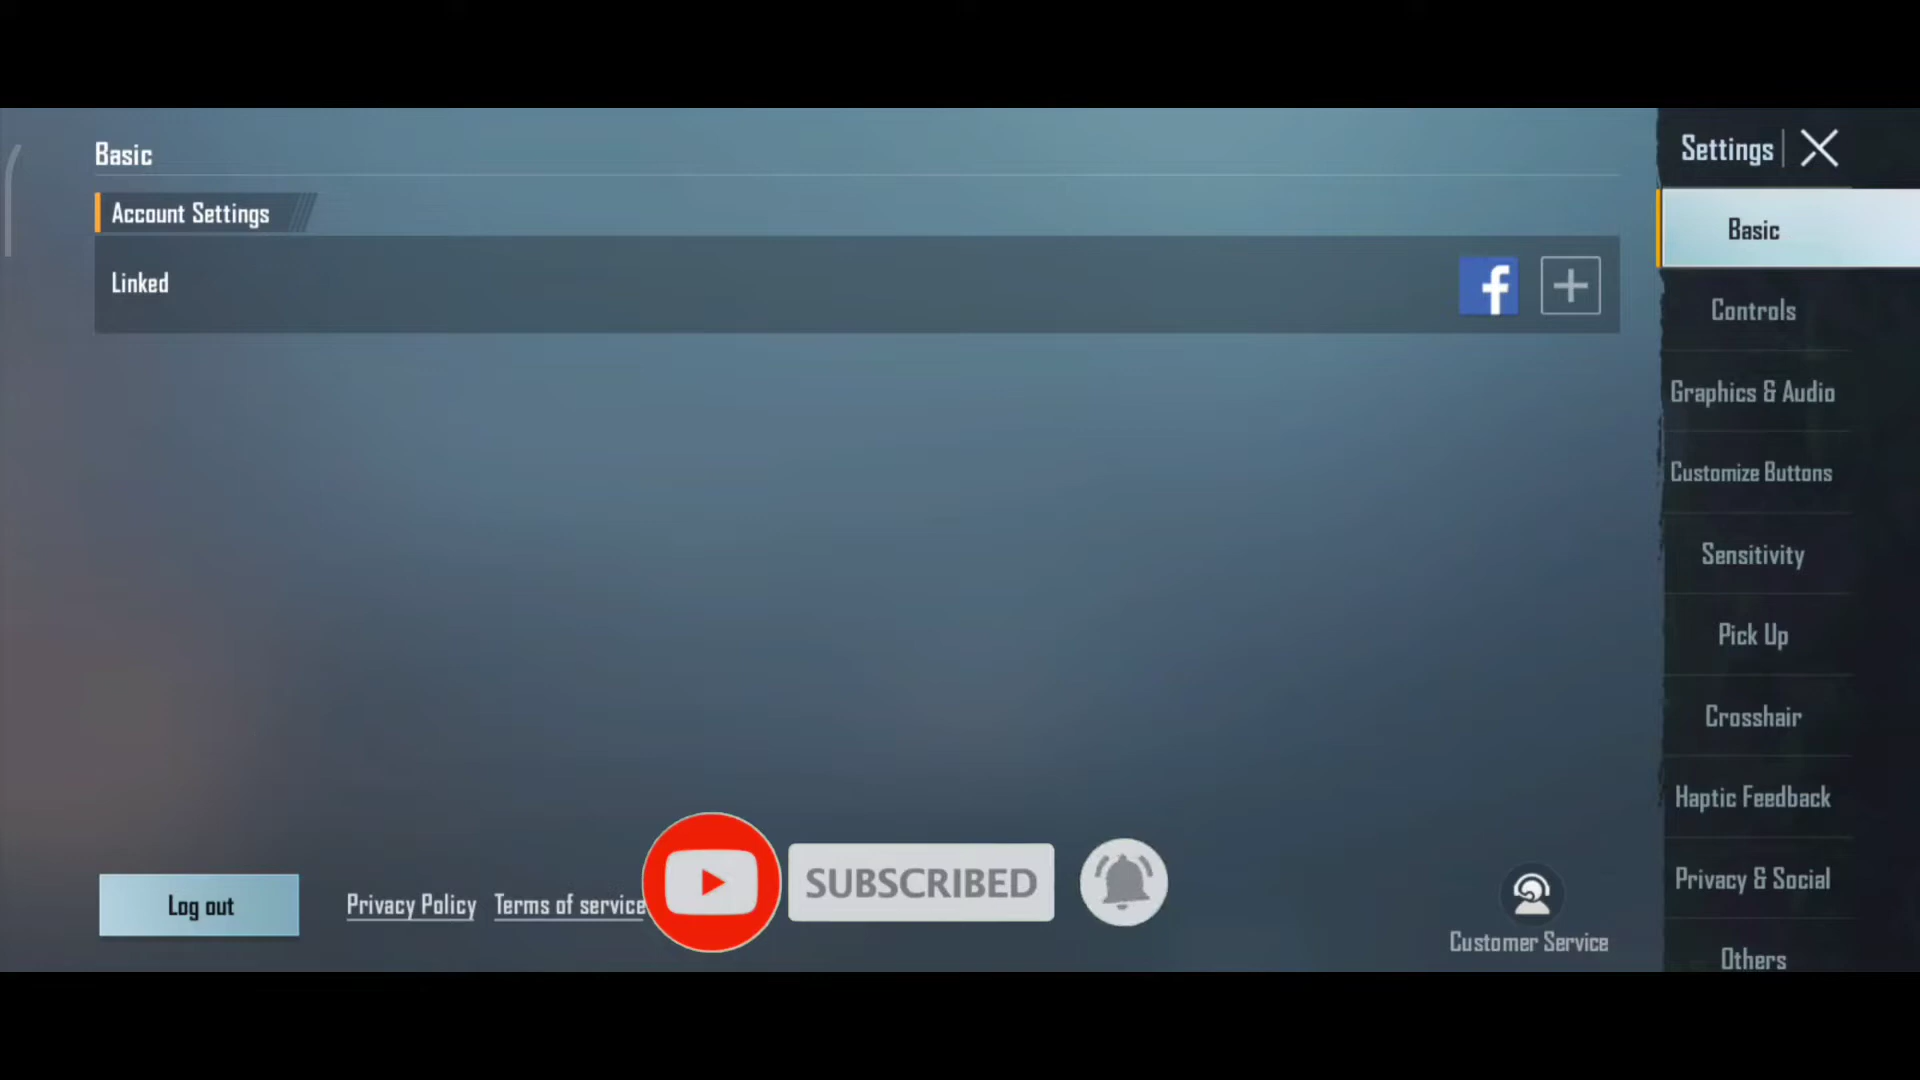 Basic
Account Settings
Linked
Log out
Privacy Policy
Terms of service
SUBSCRIBED
Customer Service
Settings
Basic
Controls
Graphics & Audio
Customize Buttons
Sensitivity
Pick Up
Crosshair
Haptic Feedback
Privacy & Social
Others